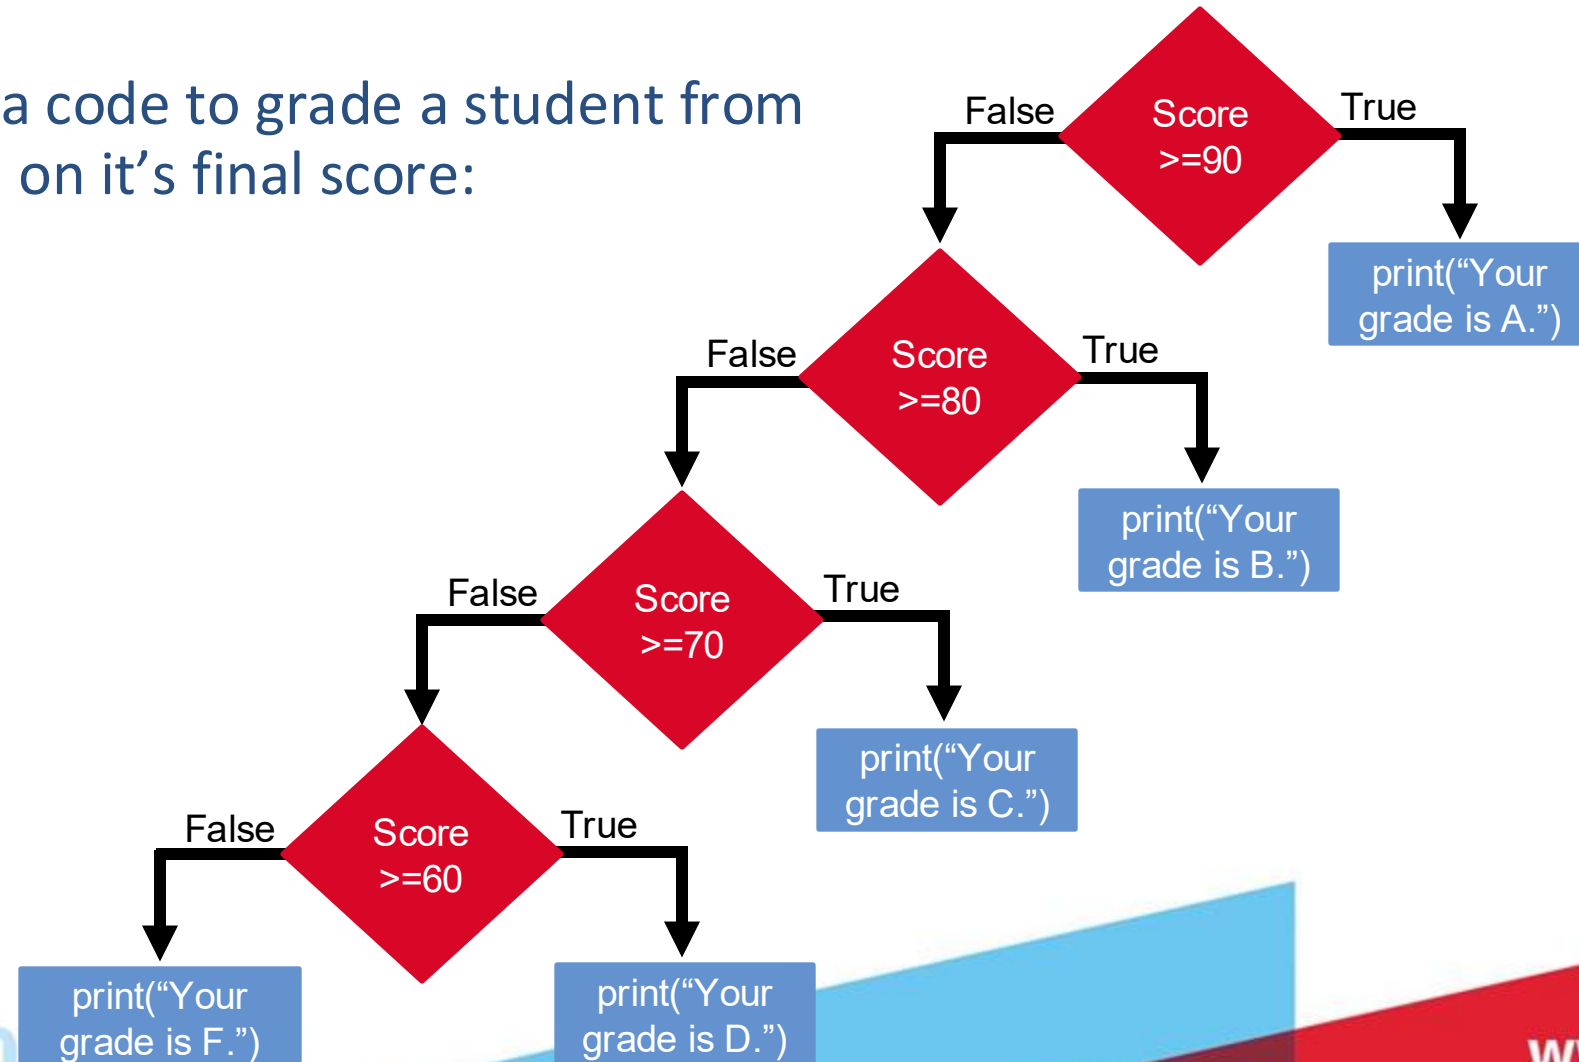 a code to grade a student from
on it’s final score:
False
Score
>=90
True
print(“Your
grade is A.”)
False
Score
>=80
True
print(“Your
grade is B.”)
False
Score
>=70
True
print(“Your
grade is C.”)
False
Score
>=60
True
print(“Your
grade is F.”)
print(“Your
grade is D.”)